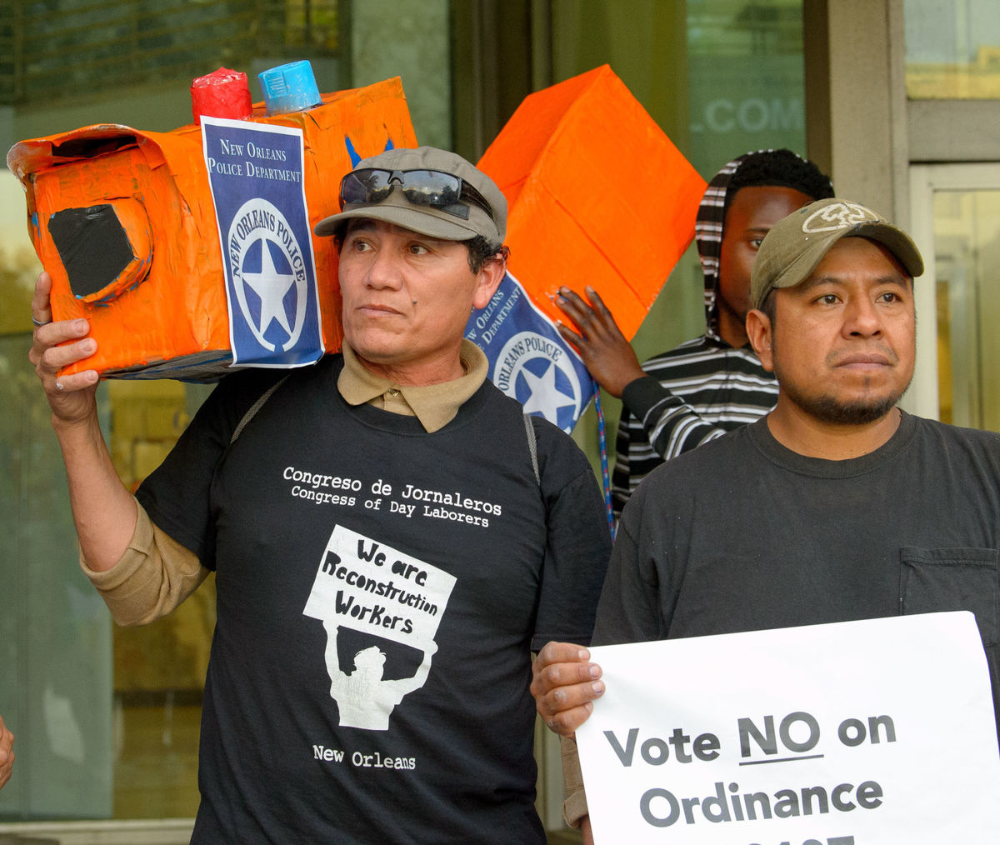 New Orleans
Police Department
NEW ORLEANS POLICE
NEW ORLEANS
DEPARTMENT
ORLEANS POLICE
.COM
Congreso de Jornaleros
Congress of Day Laborers
We are
Reconstruction
Workers
New Orleans
Vote NO on
Ordinance